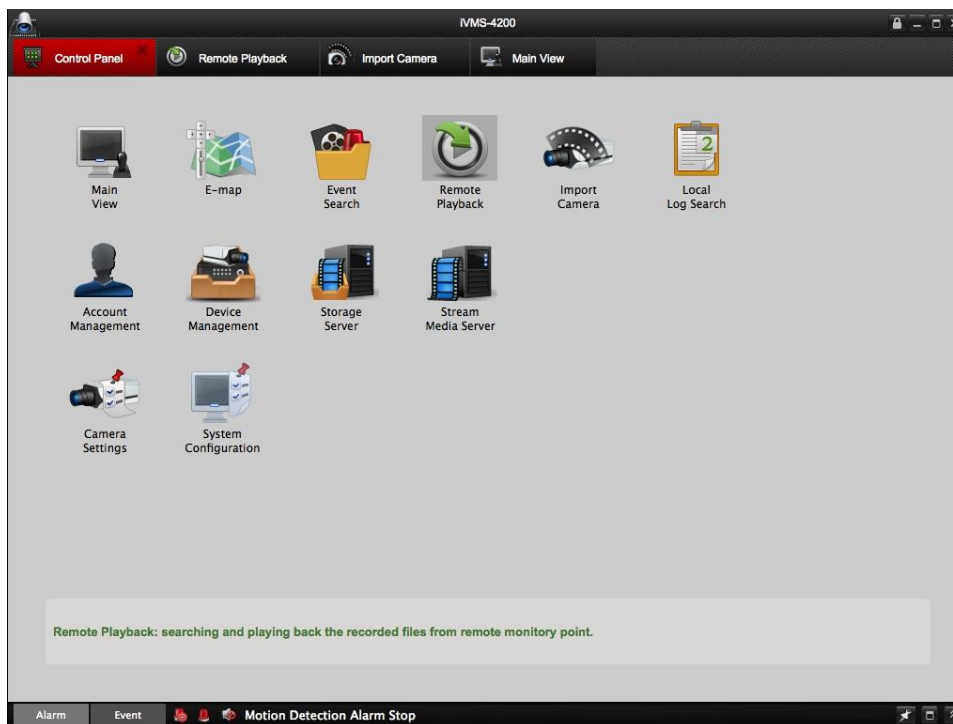 iVMS-4200
Control Panel
Remote Playback
Import Camera
Main View
Main
View
E-map
Event
Search
Remote
Playback
Import
Camera
2
Local
Log Search
Account
Management
Device
Management
Storage
Server
Stream
Media Server
Camera
Settings
System
Configuration
Remote Playback: searching and playing back the recorded files from remote monitory point.
Alarm
Event
Motion Detection Alarm Stop